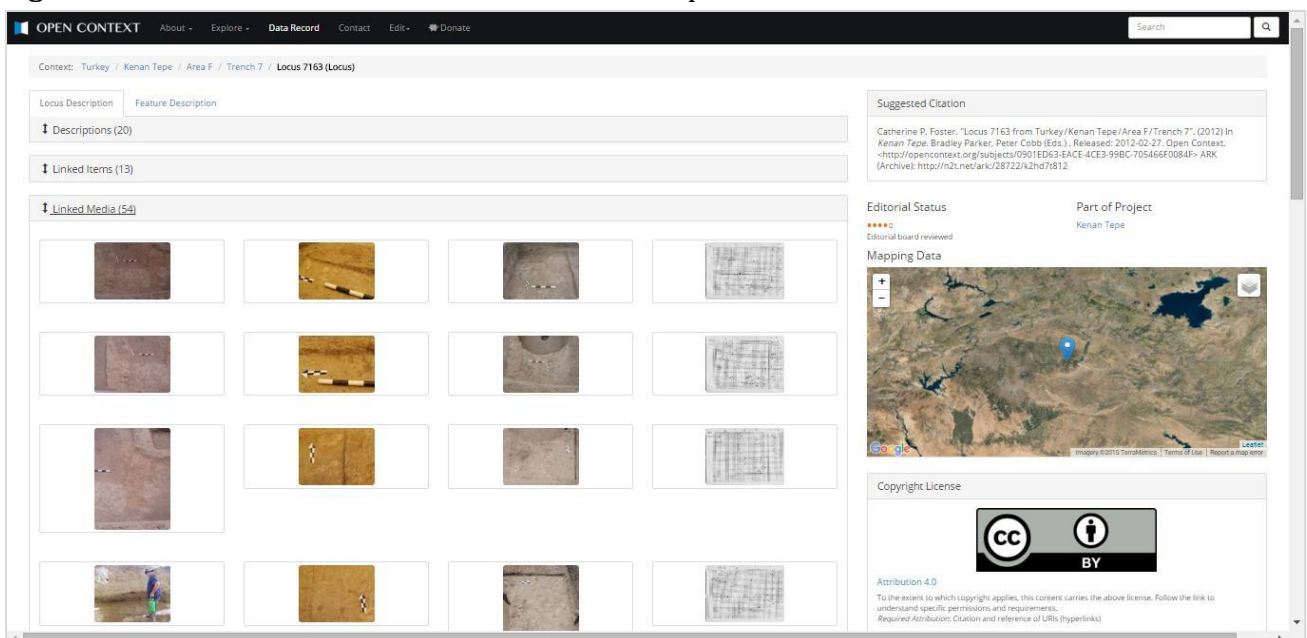 OPEN CONTEXT About Explore Data Record Contact Edit Donate Search
Context: Turkey / Kenan Tepe / Area F / Trench 7 / Locus 7163 (Locus)
Locus Description Feature Description
Descriptions (20)
Linked Items (13)
Linked Media (54)
Suggested Citation
Catherine P. Foster. "Locus 7163 from Turkey/Kenan Tepe/Area F/Trench 7". (2012) In
Kenan Tepe. Bradley Parker, Peter Cobb (Eds.) . Released: 2012-02-27. Open Context.
<http://opencontext.org/subjects/0901ED63-EACE-4CE3-99BC-705466F0084F> ARK
(Archive): http://n2t.net/ark:/28722/k2hd7t812
Editorial Status
Editorial board reviewed
Part of Project
Kenan Tepe
Mapping Data
+
-
Google
Leaflet
Imagery ©2015 TerraMetrics Terms of Use Report a map error
Copyright License
CC
BY
Attribution 4.0
To the extent to which copyright applies, this content carries the above license. Follow the link to
understand specific permissions and requirements.
Required Attribution: Citation and reference of URIs (hyperlinks)